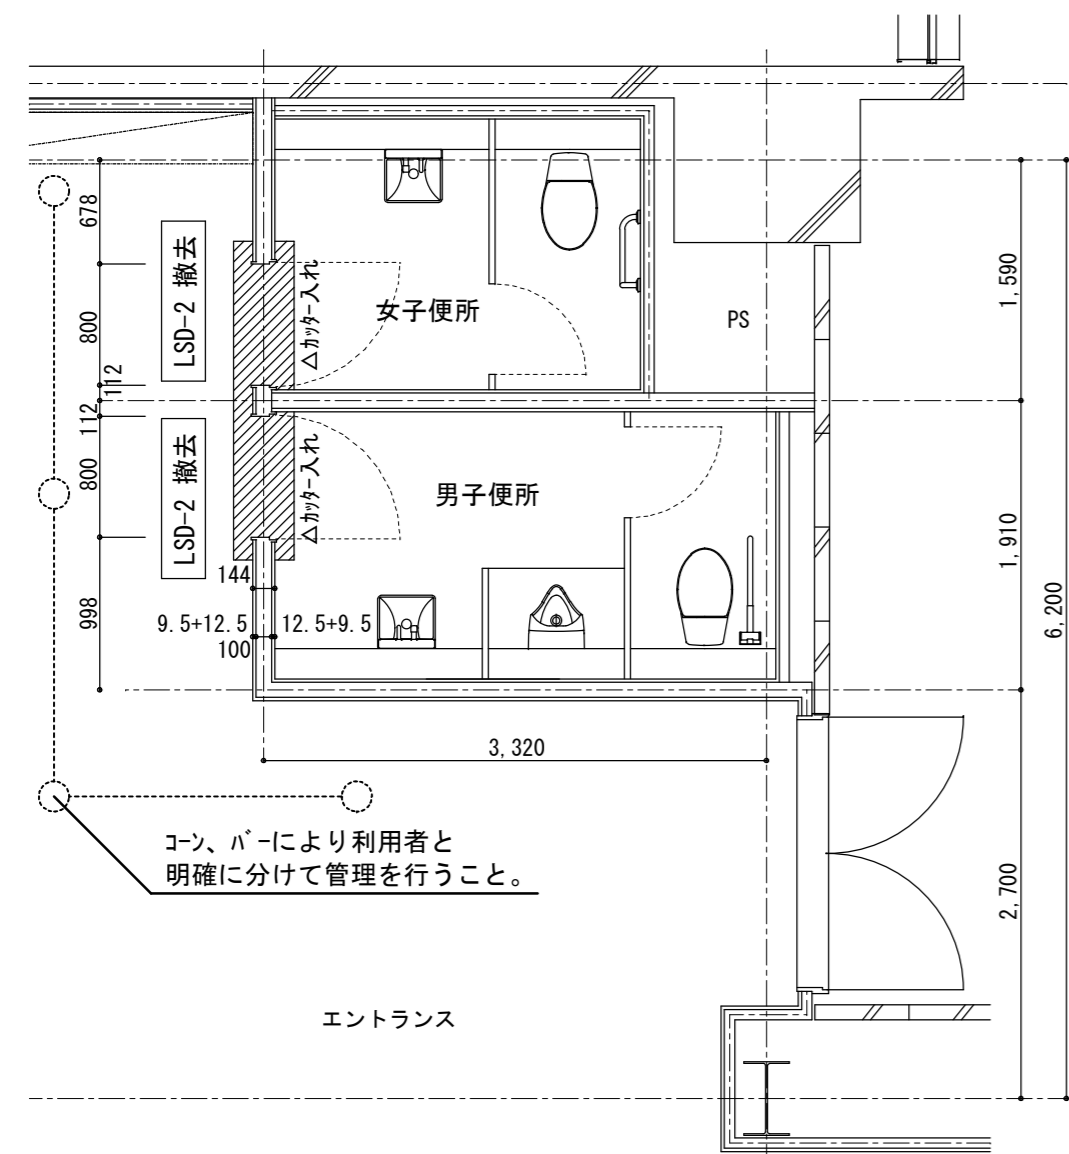 678
800
112
112
800
998
LSD-2 撤去
LSD-2 撤去
△カッター入れ
△カッター入れ
女子便所
男子便所
PS
1,590
1,910
2,700
6,200
144
9.5+12.5
12.5+9.5
100
3,320
コーン、バーにより利用者と
明確に分けて管理を行うこと。
エントランス